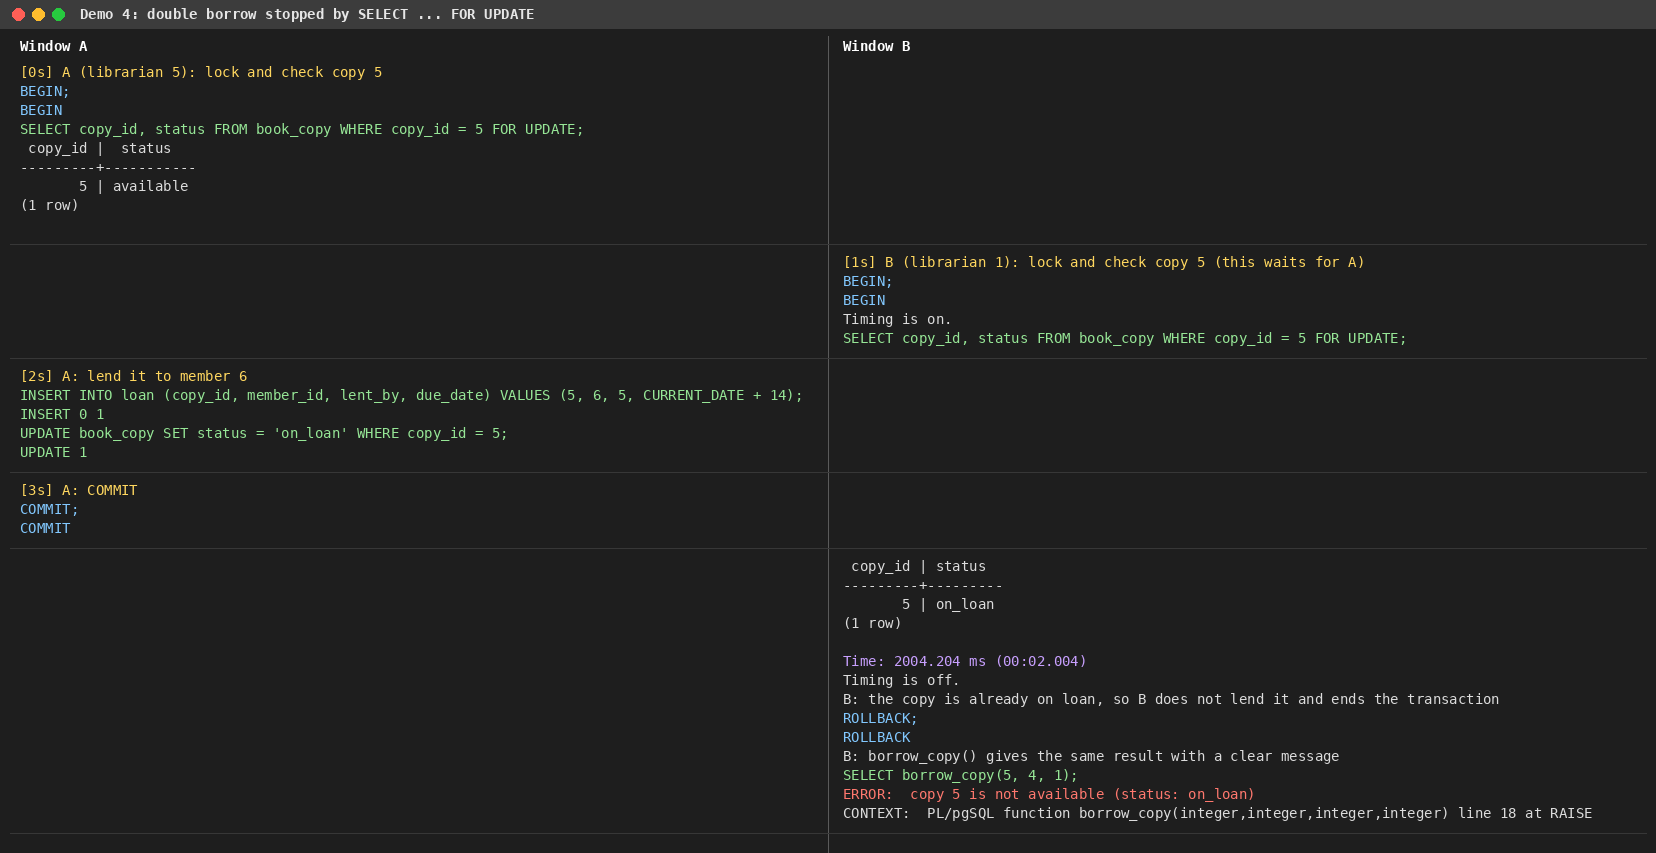 Demo 4: double borrow stopped by SELECT ... FOR UPDATE
Window A
[0s] A (librarian 5): lock and check copy 5
BEGIN;
BEGIN
SELECT copy_id, status FROM book_copy WHERE copy_id = 5 FOR UPDATE;
 copy_id |  status
---------+-----------
       5 | available
(1 row)
Window B
[1s] B (librarian 1): lock and check copy 5 (this waits for A)
BEGIN;
BEGIN
Timing is on.
SELECT copy_id, status FROM book_copy WHERE copy_id = 5 FOR UPDATE;
[2s] A: lend it to member 6
INSERT INTO loan (copy_id, member_id, lent_by, due_date) VALUES (5, 6, 5, CURRENT_DATE + 14);
INSERT 0 1
UPDATE book_copy SET status = 'on_loan' WHERE copy_id = 5;
UPDATE 1
[3s] A: COMMIT
COMMIT;
COMMIT
 copy_id | status
---------+---------
       5 | on_loan
(1 row)
Time: 2004.204 ms (00:02.004)
Timing is off.
B: the copy is already on loan, so B does not lend it and ends the transaction
ROLLBACK;
ROLLBACK
B: borrow_copy() gives the same result with a clear message
SELECT borrow_copy(5, 4, 1);
ERROR:  copy 5 is not available (status: on_loan)
CONTEXT:  PL/pgSQL function borrow_copy(integer,integer,integer,integer) line 18 at RAISE